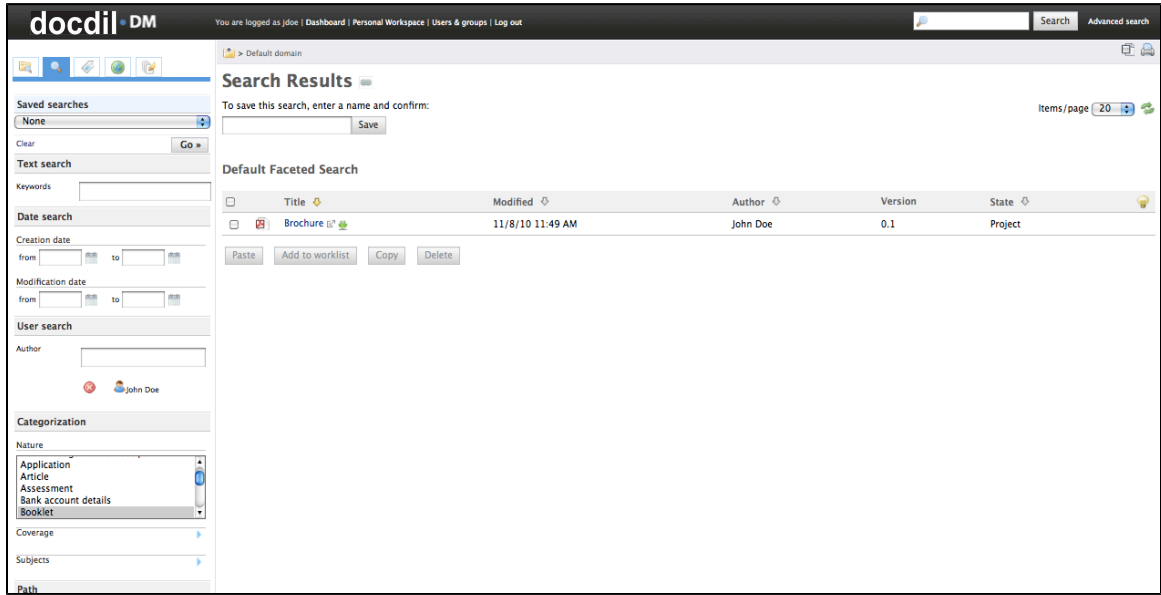 docdil • DM
You are logged as jdoe | Dashboard | Personal Workspace | Users & groups | Log out
Search
Advanced search
> Default domain
Search Results
To save this search, enter a name and confirm:
Save
Items/page 20
Default Faceted Search
Title Modified Author Version State
Brochure 11/8/10 11:49 AM John Doe 0.1 Project
Paste Add to worklist Copy Delete
Saved searches
None
Clear Go »
Text search
Keywords
Date search
Creation date
from to
Modification date
from to
User search
Author
John Doe
Categorization
Nature
Application
Article
Assessment
Bank account details
Booklet
Coverage
Subjects
Path